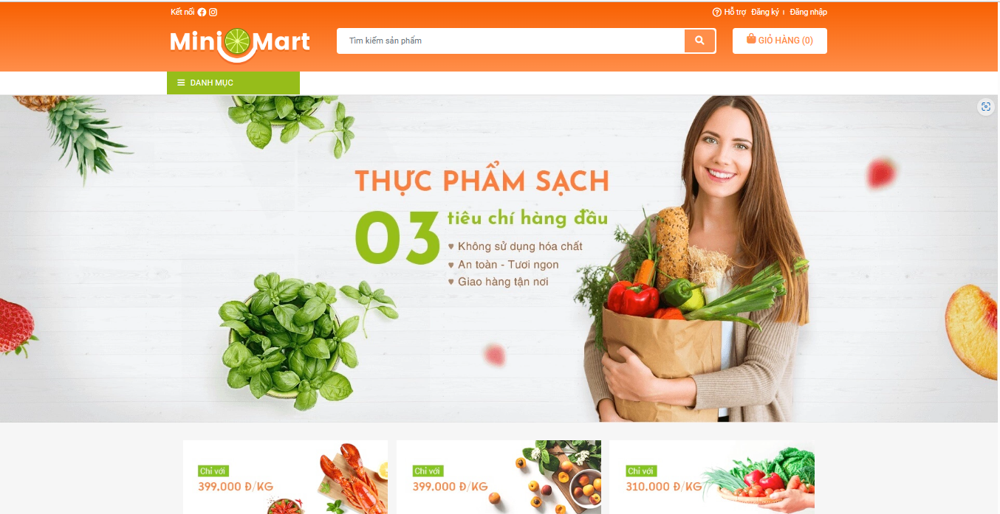 Kết nối
Hỗ trợ Đăng ký Đăng nhập
Mini Mart
Tìm kiếm sản phẩm
GIỎ HÀNG (0)
DANH MỤC
THỰC PHẨM SẠCH
03 tiêu chí hàng đầu
Không sử dụng hóa chất
An toàn - Tươi ngon
Giao hàng tận nơi
Chỉ với
399.000 Đ/KG
Chỉ với
399.000 Đ/KG
Chỉ với
310.000 Đ/KG